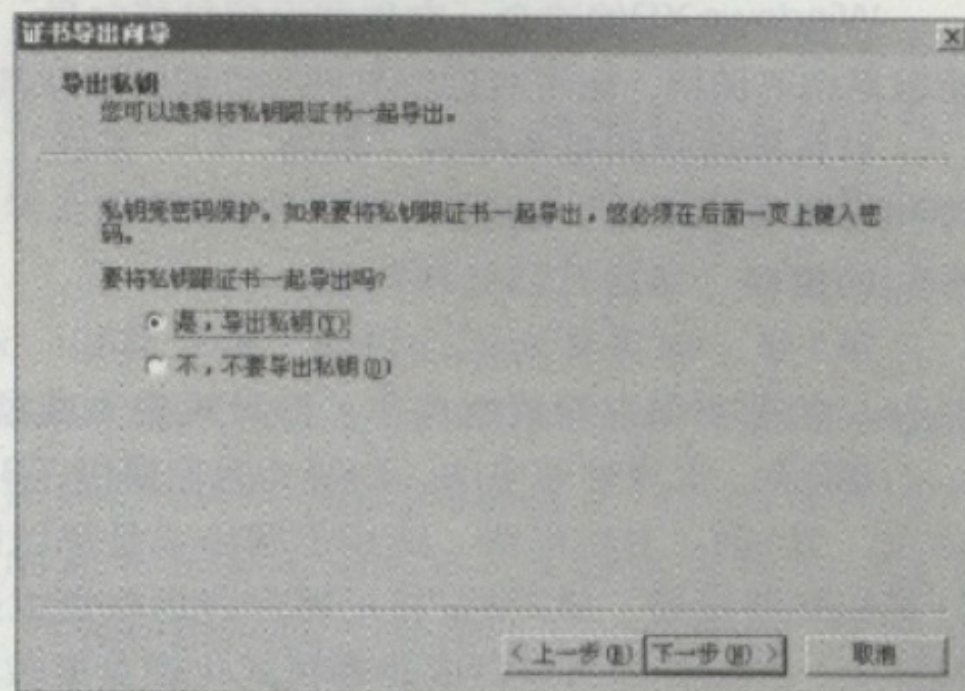 证书导出向导
导出私钥
您可以选择将私钥跟证书一起导出。
私钥受密码保护。如果要将私钥跟证书一起导出，您必须在后面一页上键入密
码。
要将私钥跟证书一起导出吗?
是，导出私钥(Y)
不，不要导出私钥(O)
< 上一步(B)
下一步(N) >
取消